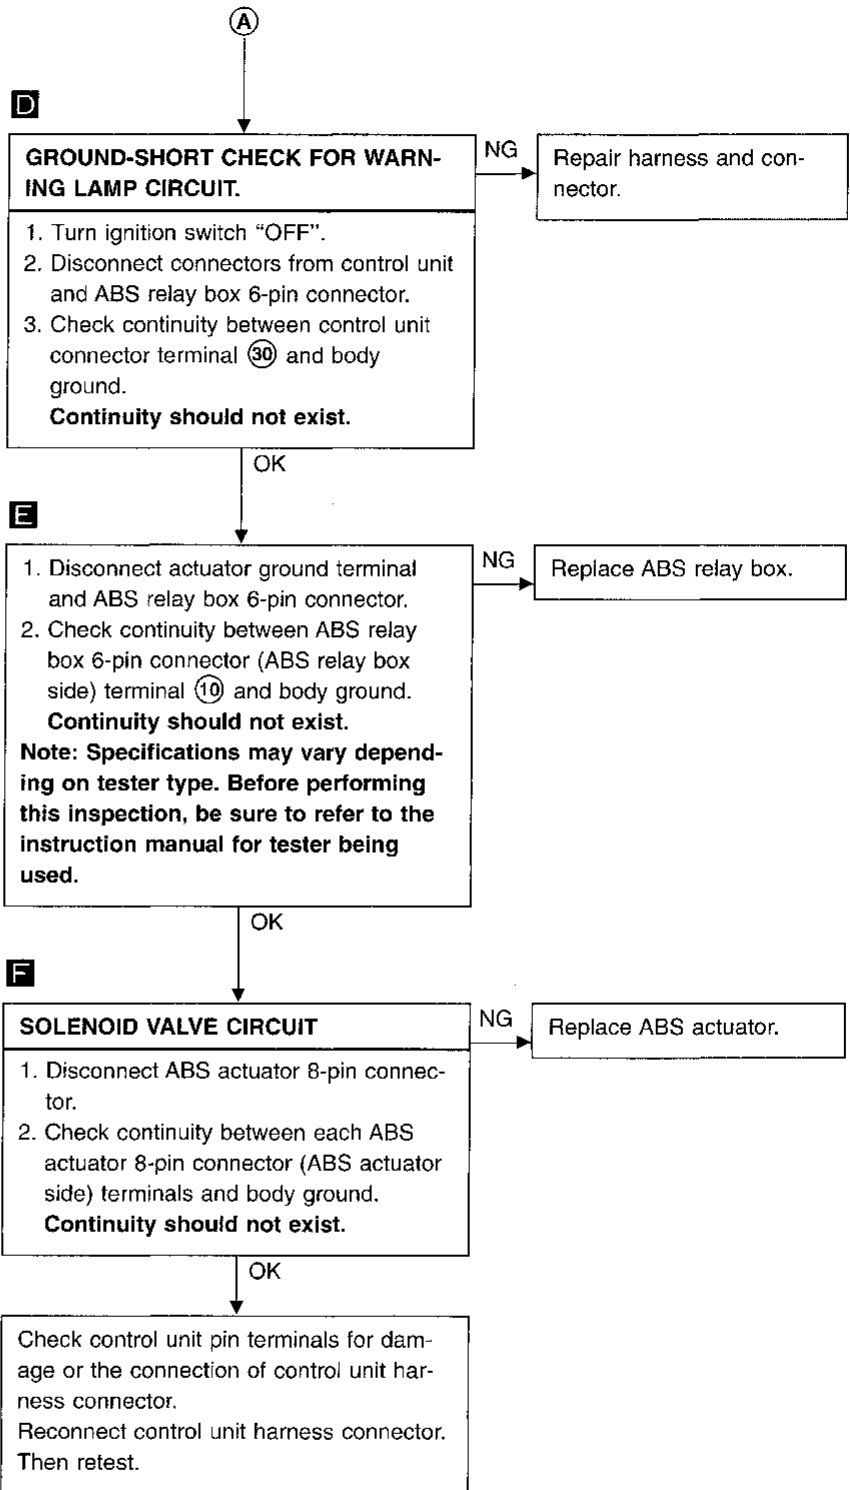 A
D
GROUND-SHORT CHECK FOR WARN-
ING LAMP CIRCUIT.
1. Turn ignition switch “OFF”.
2. Disconnect connectors from control unit
and ABS relay box 6-pin connector.
3. Check continuity between control unit
connector terminal 30 and body
ground.
Continuity should not exist.
NG
Repair harness and con-
nector.
OK
E
1. Disconnect actuator ground terminal
and ABS relay box 6-pin connector.
2. Check continuity between ABS relay
box 6-pin connector (ABS relay box
side) terminal 10 and body ground.
Continuity should not exist.
Note: Specifications may vary depend-
ing on tester type. Before performing
this inspection, be sure to refer to the
instruction manual for tester being
used.
NG
Replace ABS relay box.
OK
F
SOLENOID VALVE CIRCUIT
1. Disconnect ABS actuator 8-pin connec-
tor.
2. Check continuity between each ABS
actuator 8-pin connector (ABS actuator
side) terminals and body ground.
Continuity should not exist.
NG
Replace ABS actuator.
OK
Check control unit pin terminals for dam-
age or the connection of control unit har-
ness connector.
Reconnect control unit harness connector.
Then retest.